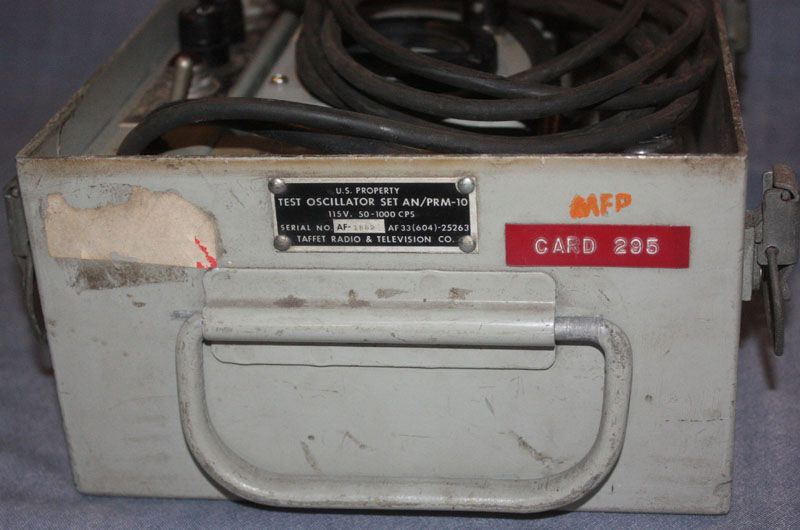 U.S. PROPERTY
TEST OSCILLATOR SET AN/PRM-10
115V. 50-1000 CPS
SERIAL NO. AF- AF33(604)-25263
TAFFET RADIO & TELEVISION CO.
MFP
CARD 295